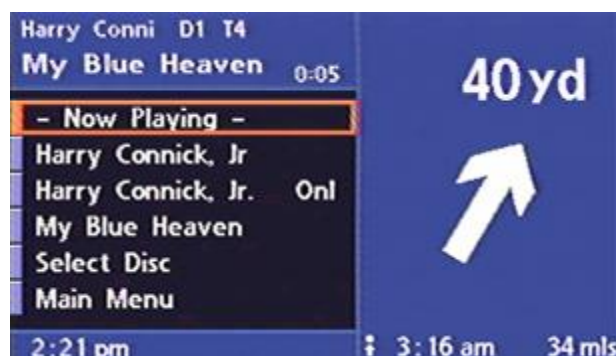 Harry Conni D1 T4
My Blue Heaven 0:05
40 yd
– Now Playing –
Harry Connick, Jr
Harry Connick, Jr. Onl
My Blue Heaven
Select Disc
Main Menu
2:21 pm
3:16 am 34 mls